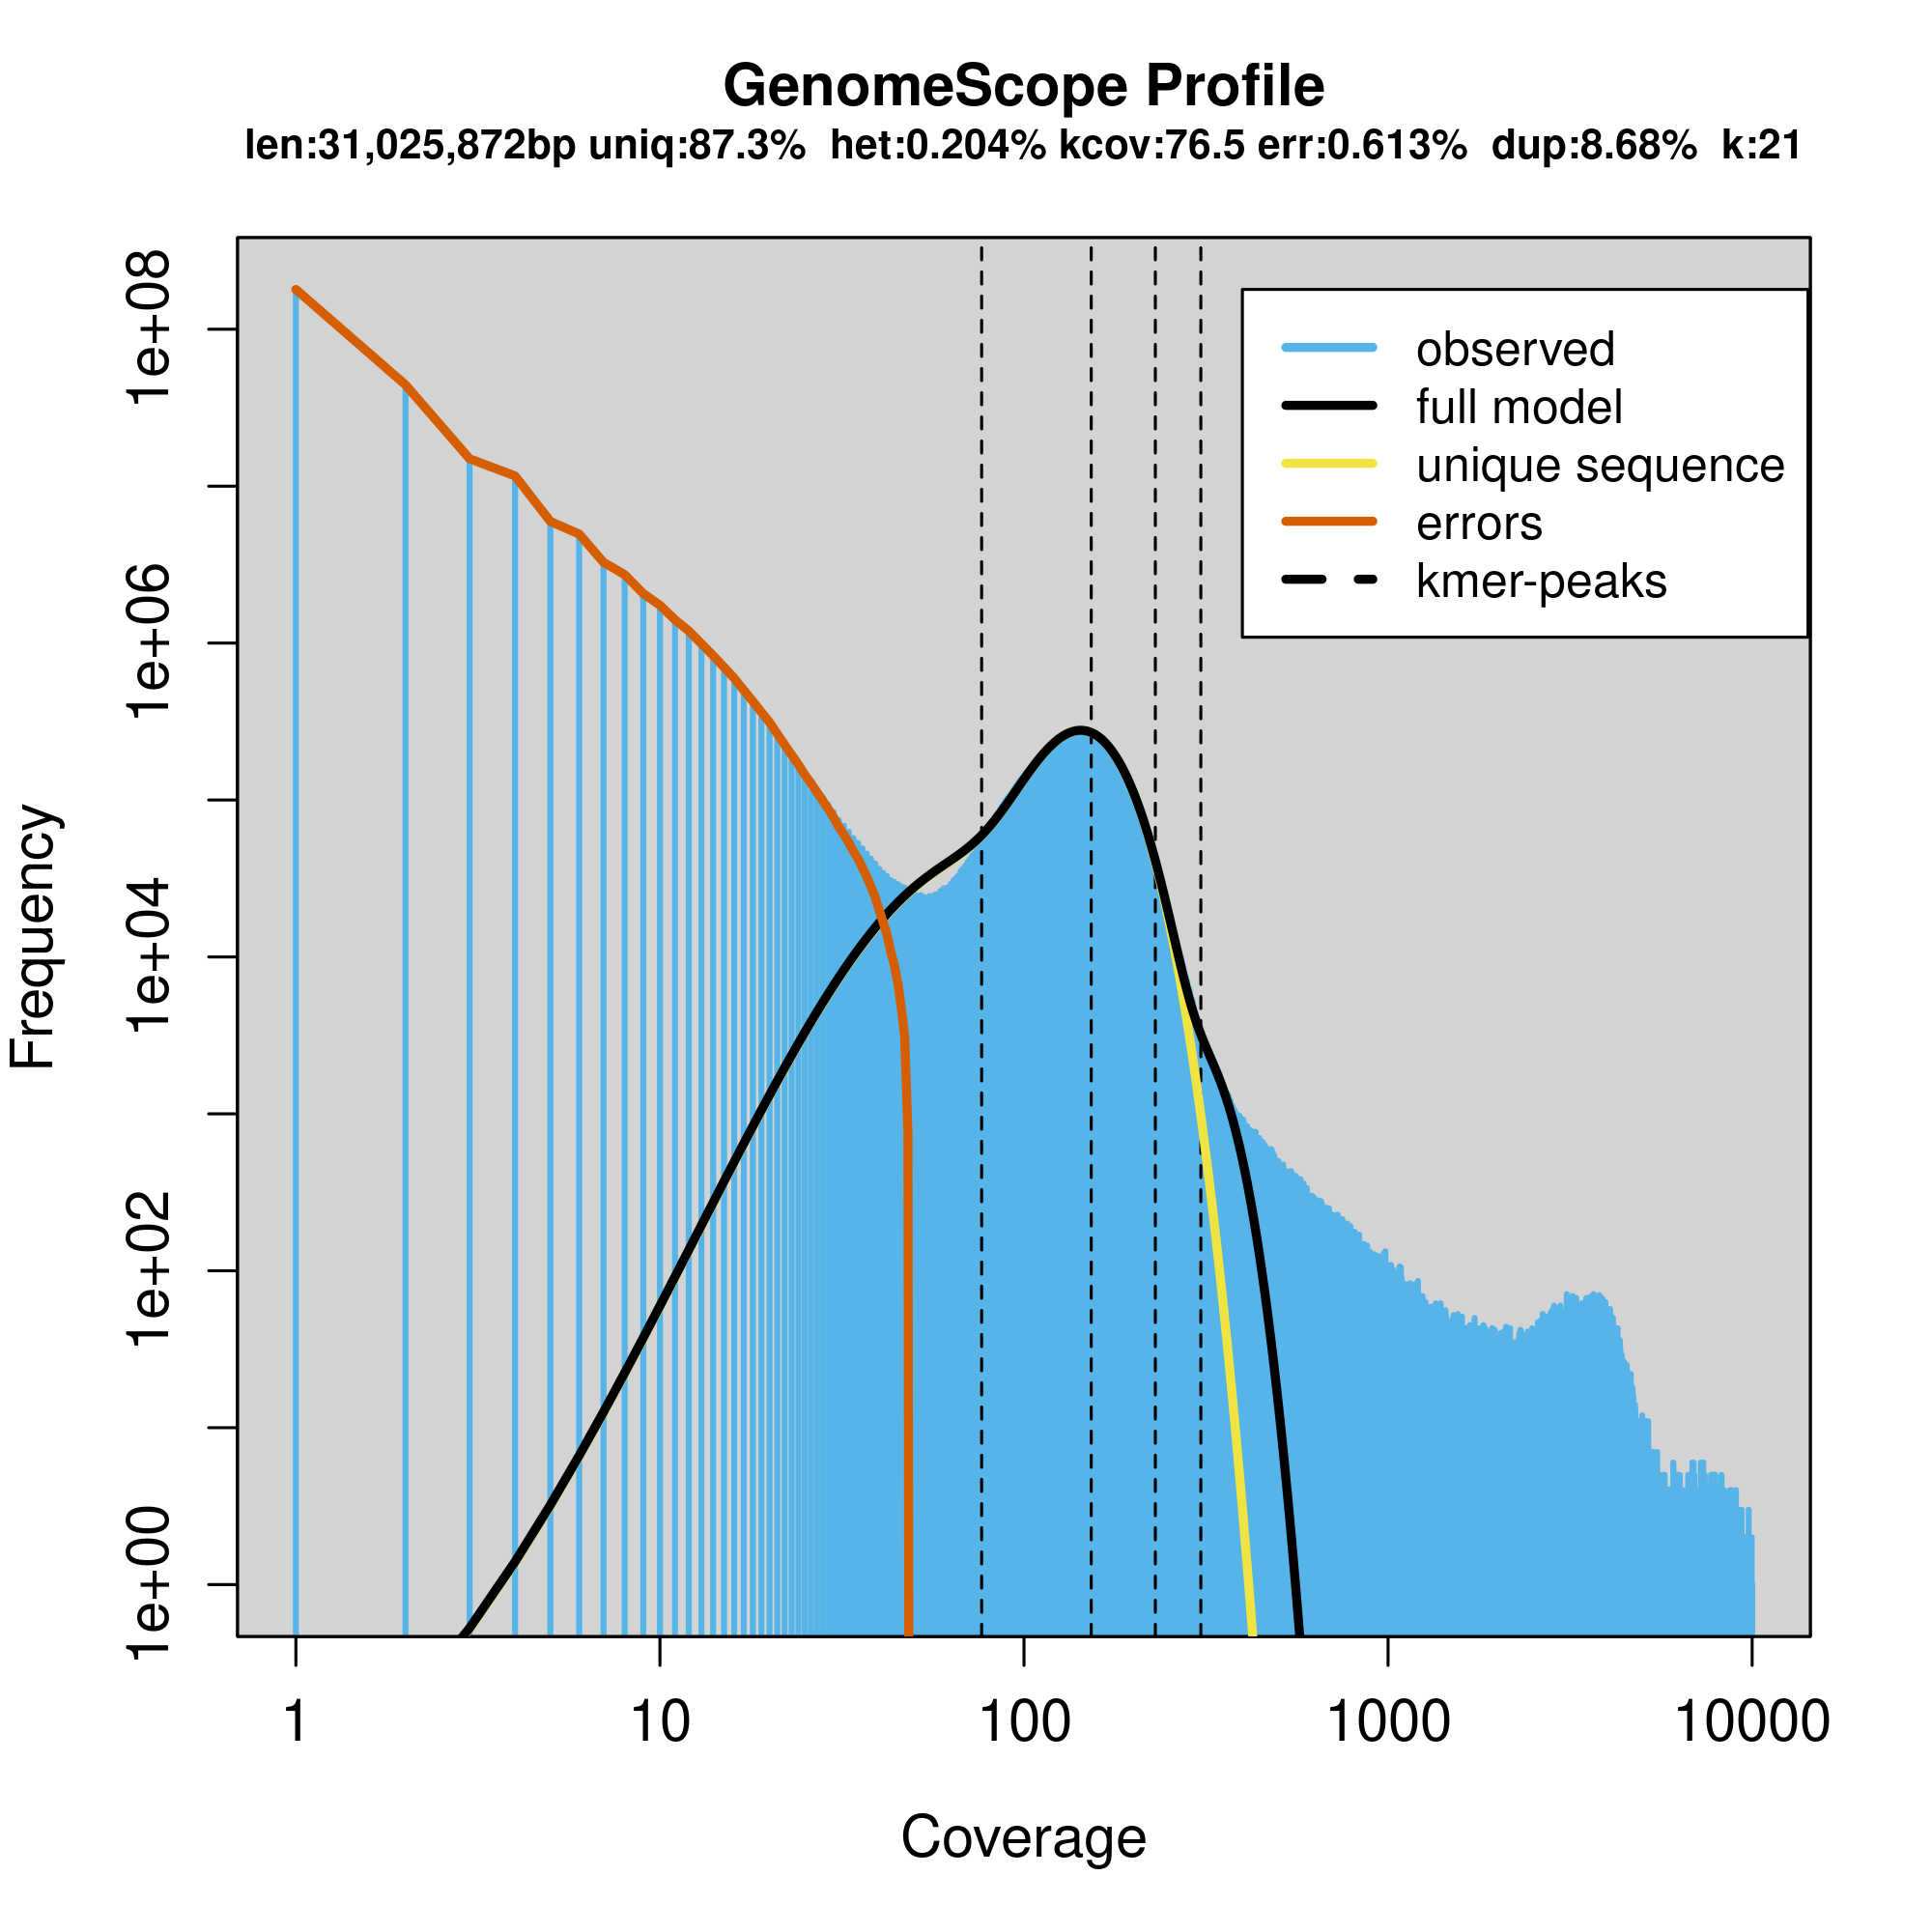 GenomeScope Profile
len:31,025,872bp uniq:87.3% het:0.204% kcov:76.5 err:0.613% dup:8.68% k:21
observed
full model
unique sequence
errors
kmer-peaks
Frequency
1e+08
1e+06
1e+04
1e+02
1e+00
1 10 100 1000 10000
Coverage